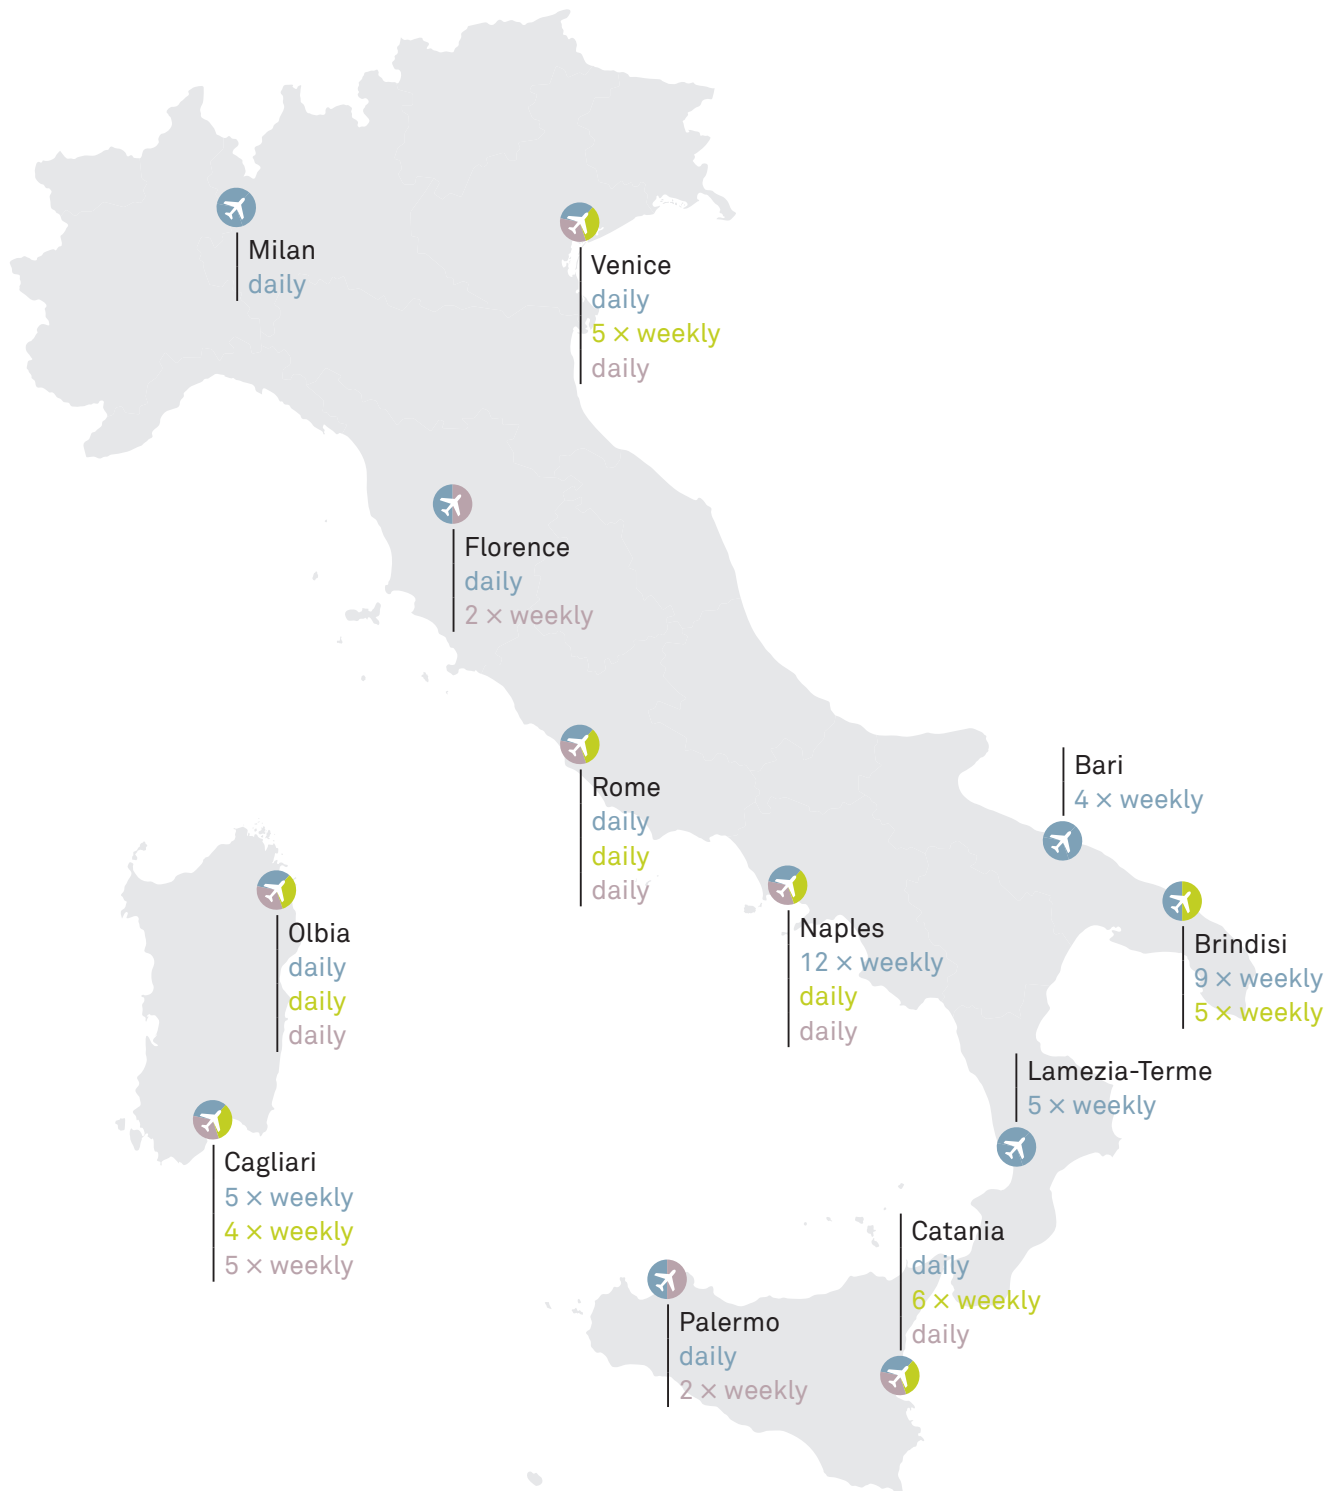 Milan
daily
Venice
daily
5 × weekly
daily
Florence
daily
2 × weekly
Rome
daily
daily
daily
Bari
4 × weekly
Olbia
daily
daily
daily
Naples
12 × weekly
daily
daily
Brindisi
9 × weekly
5 × weekly
Lamezia-Terme
5 × weekly
Cagliari
5 × weekly
4 × weekly
5 × weekly
Catania
daily
6 × weekly
daily
Palermo
daily
2 × weekly